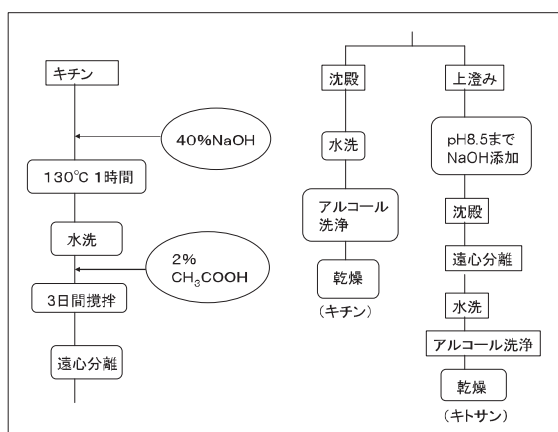 キチン
40%NaOH
130℃ 1時間
水洗
2%
CH₃COOH
3日間攪拌
遠心分離
沈殿
水洗
アルコール
洗浄
乾燥
(キチン)
上澄み
pH8.5まで
NaOH添加
沈殿
遠心分離
水洗
アルコール洗浄
乾燥
(キトサン)